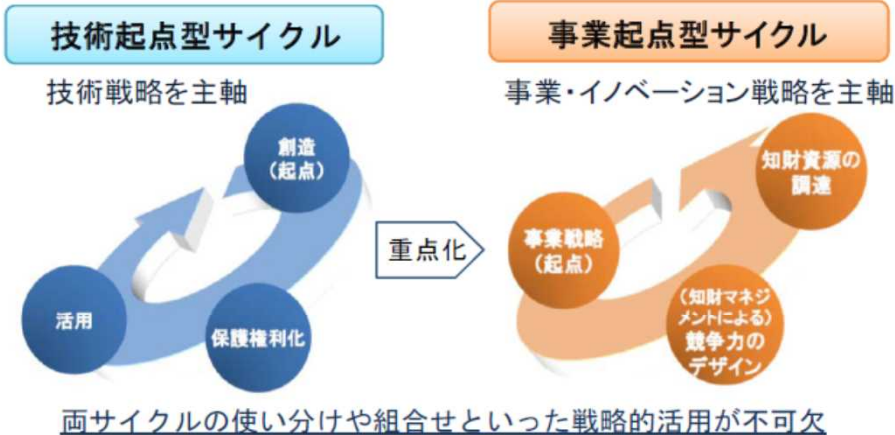 技術起点型サイクル
技術戦略を主軸
創造
(起点)
保護権利化
活用
重点化
事業起点型サイクル
事業・イノベーション戦略を主軸
事業戦略
(起点)
(知財マネジ
メントによる)
競争力の
デザイン
知財資源の
調達
両サイクルの使い分けや組合せといった戦略的活用が不可欠